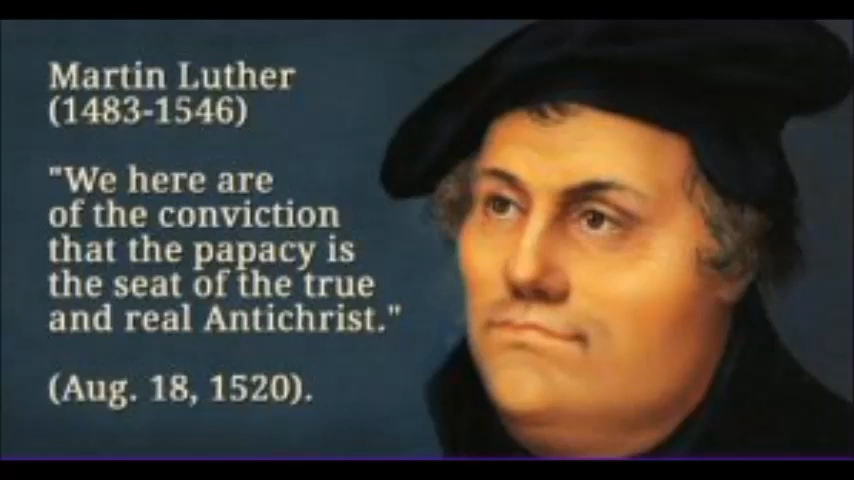 Martin Luther
(1483-1546)
"We here are
of the conviction
that the papacy is
the seat of the true
and real Antichrist."
(Aug. 18, 1520).